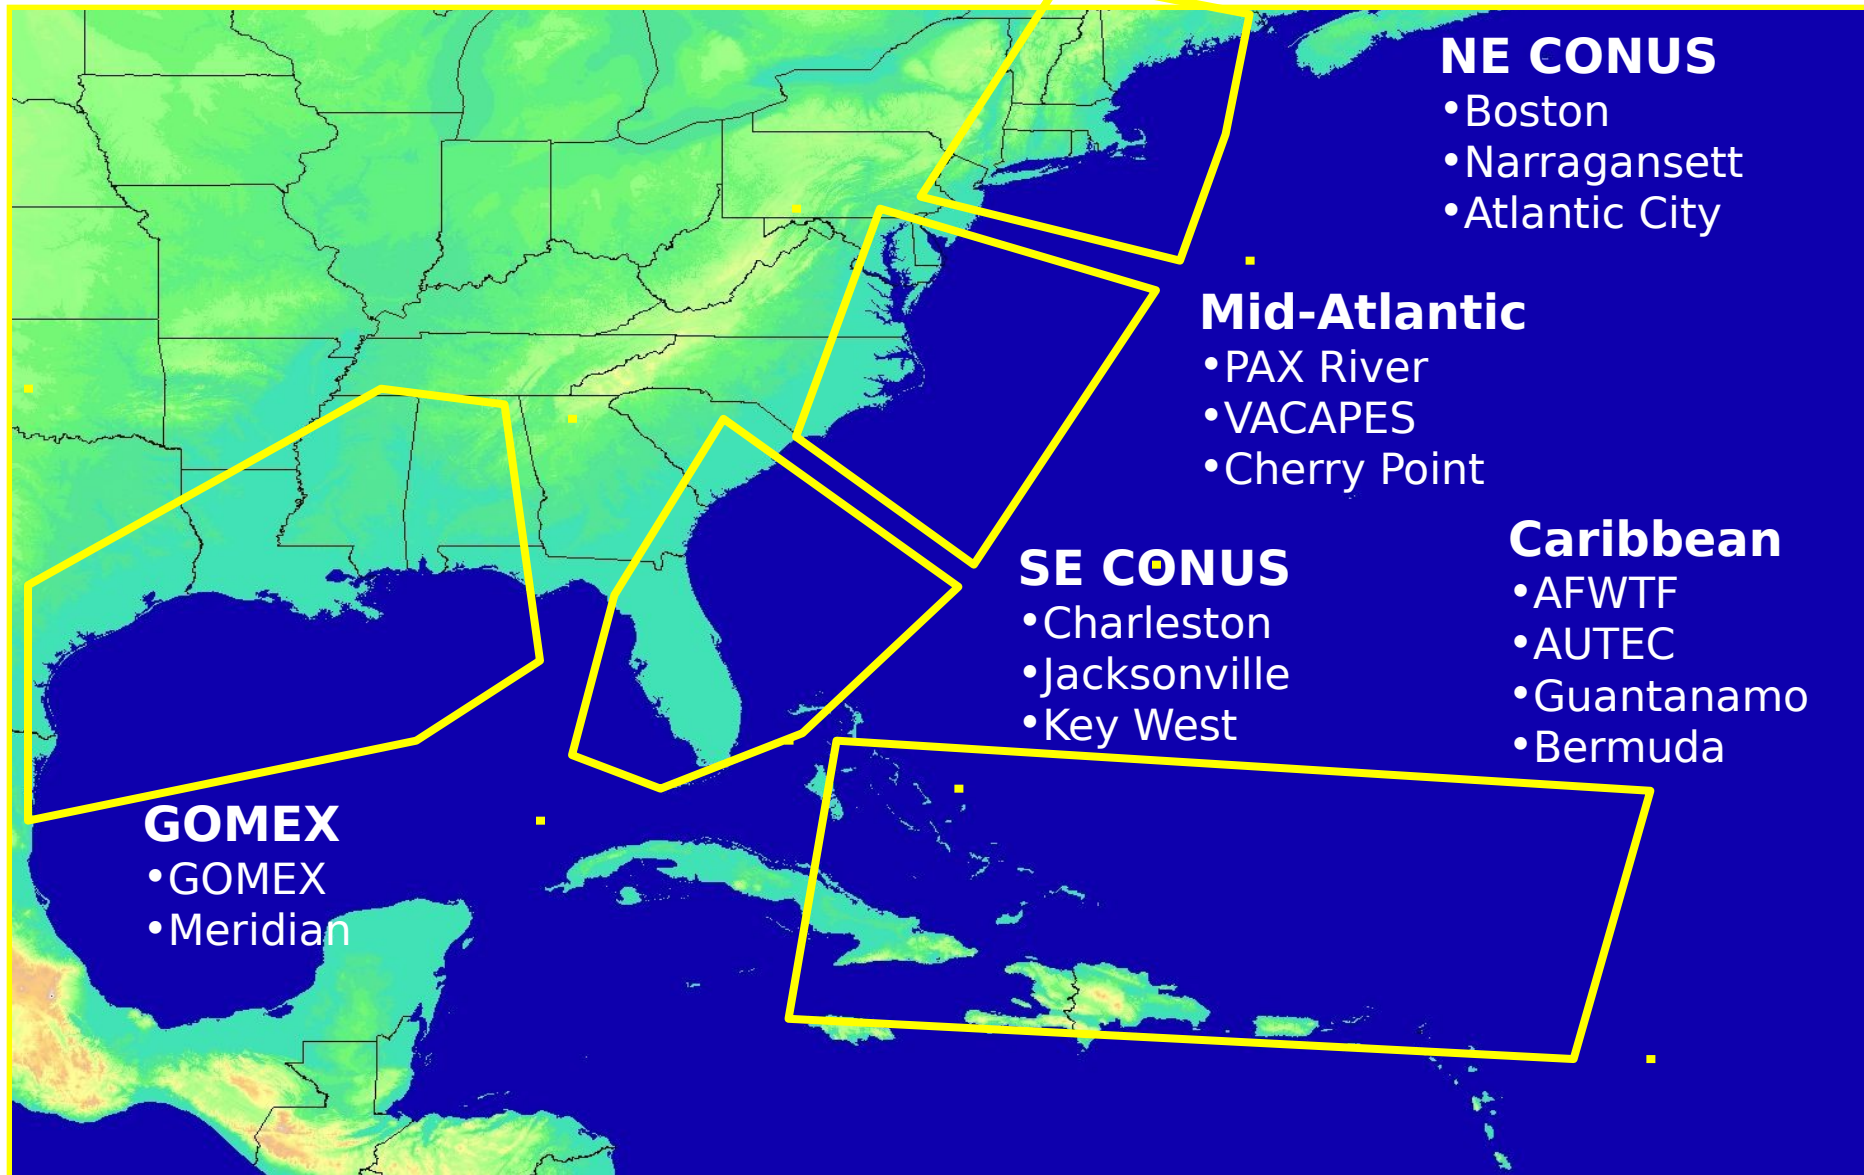 NE CONUS
•Boston
•Narragansett
•Atlantic City
Mid-Atlantic
•PAX River
•VACAPES
•Cherry Point
SE CONUS
•Charleston
•Jacksonville
•Key West
Caribbean
•AFWTF
•AUTEC
•Guantanamo
•Bermuda
GOMEX
•GOMEX
•Meridian